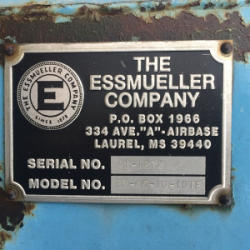 THE ESSMUELLER COMPANY
E
SINCE 1878
THE
ESSMUELLER
COMPANY
P.O. BOX 1966
334 AVE. "A"-AIRBASE
LAUREL, MS 39440
SERIAL NO.
MODEL NO.